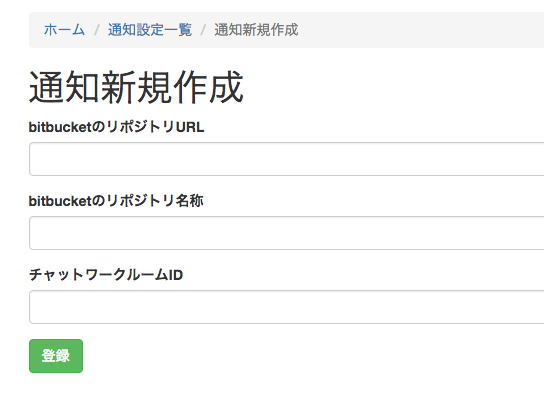 ホーム / 通知設定一覧 / 通知新規作成
通知新規作成
bitbucketのリポジトリURL
bitbucketのリポジトリ名称
チャットワークルームID
登録